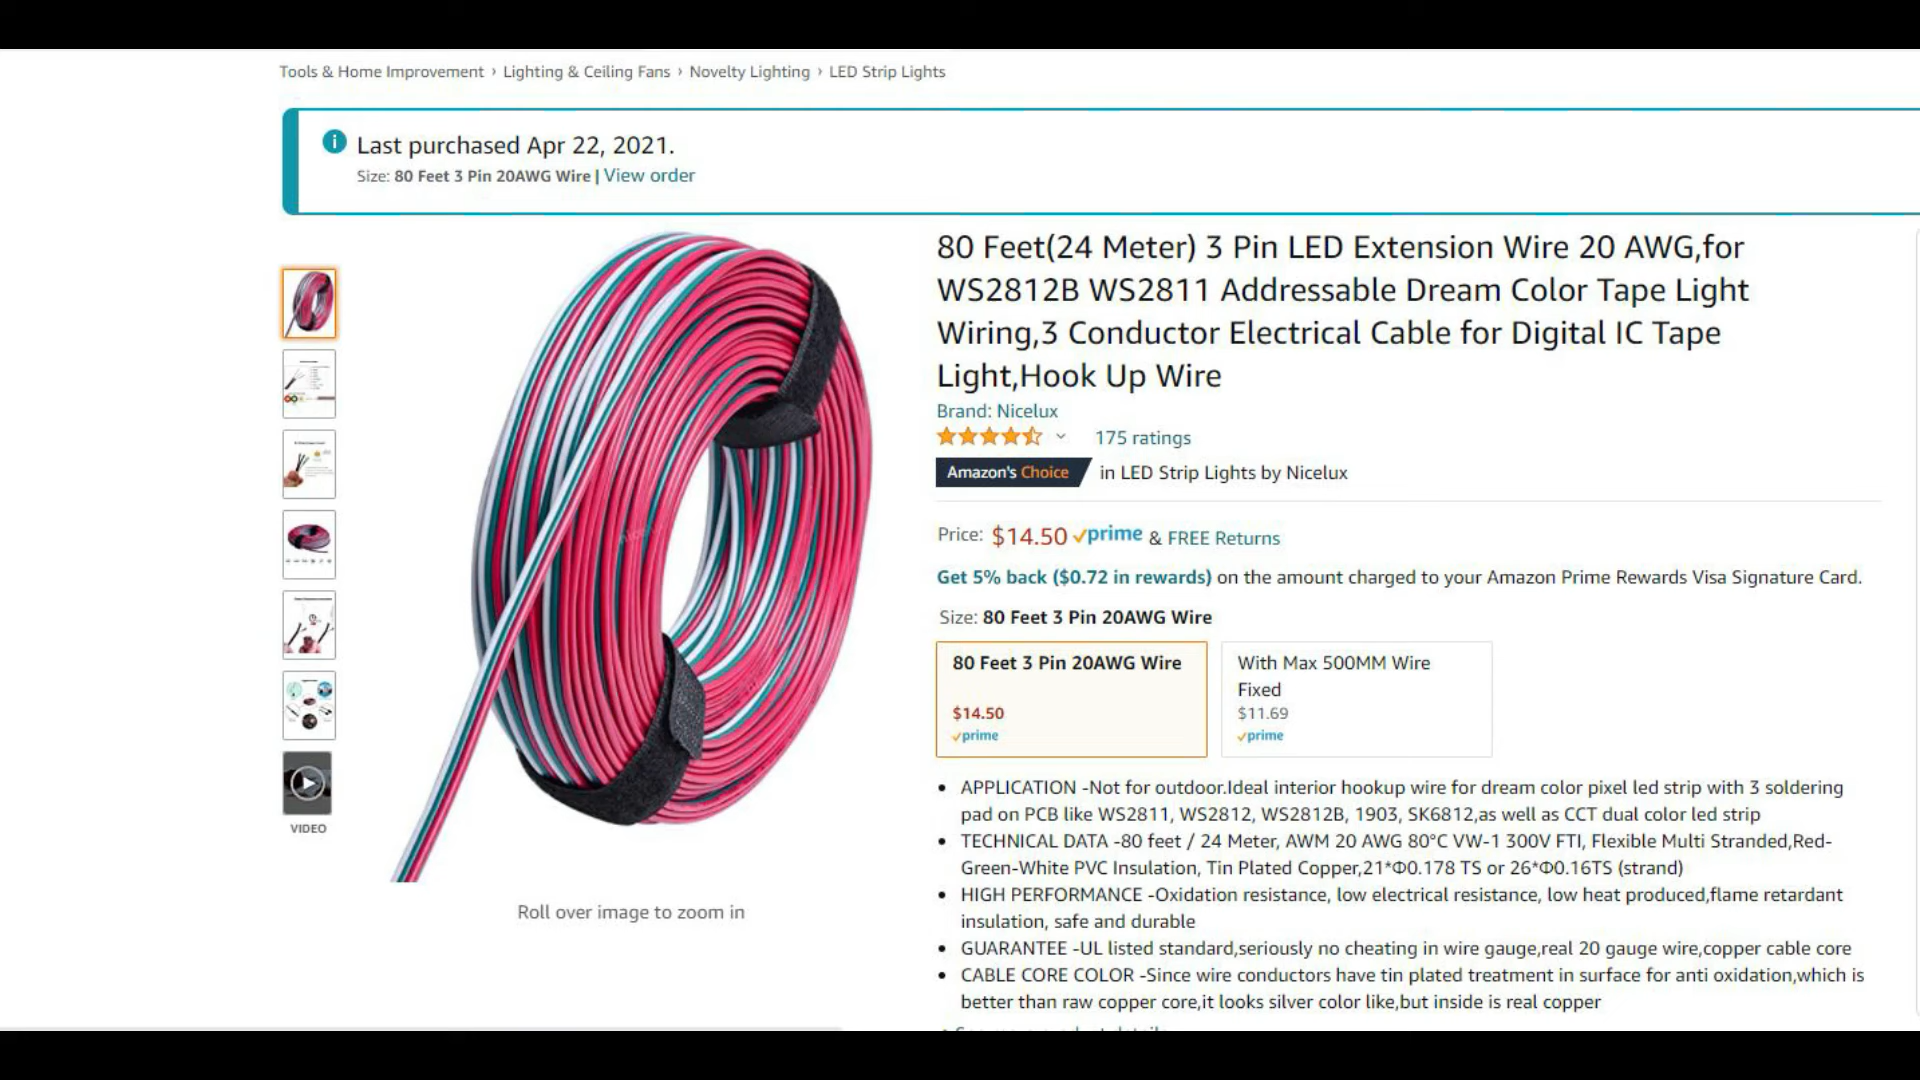 Tools & Home Improvement › Lighting & Ceiling Fans › Novelty Lighting › LED Strip Lights
Last purchased Apr 22, 2021.
Size: 80 Feet 3 Pin 20AWG Wire | View order
80 Feet(24 Meter) 3 Pin LED Extension Wire 20 AWG,for
WS2812B WS2811 Addressable Dream Color Tape Light
Wiring,3 Conductor Electrical Cable for Digital IC Tape
Light,Hook Up Wire
Brand: Nicelux
175 ratings
Amazon's Choice in LED Strip Lights by Nicelux
Price: $14.50 prime & FREE Returns
Get 5% back ($0.72 in rewards) on the amount charged to your Amazon Prime Rewards Visa Signature Card.
Size: 80 Feet 3 Pin 20AWG Wire
80 Feet 3 Pin 20AWG Wire
$14.50
prime
With Max 500MM Wire
Fixed
$11.69
prime
• APPLICATION -Not for outdoor.Ideal interior hookup wire for dream color pixel led strip with 3 soldering
pad on PCB like WS2811, WS2812, WS2812B, 1903, SK6812,as well as CCT dual color led strip
• TECHNICAL DATA -80 feet / 24 Meter, AWM 20 AWG 80°C VW-1 300V FTI, Flexible Multi Stranded,Red-
Green-White PVC Insulation, Tin Plated Copper,21*Φ0.178 TS or 26*Φ0.16TS (strand)
• HIGH PERFORMANCE -Oxidation resistance, low electrical resistance, low heat produced,flame retardant
insulation, safe and durable
• GUARANTEE -UL listed standard,seriously no cheating in wire gauge,real 20 gauge wire,copper cable core
• CABLE CORE COLOR -Since wire conductors have tin plated treatment in surface for anti oxidation,which is
better than raw copper core,it looks silver color like,but inside is real copper
VIDEO
Roll over image to zoom in